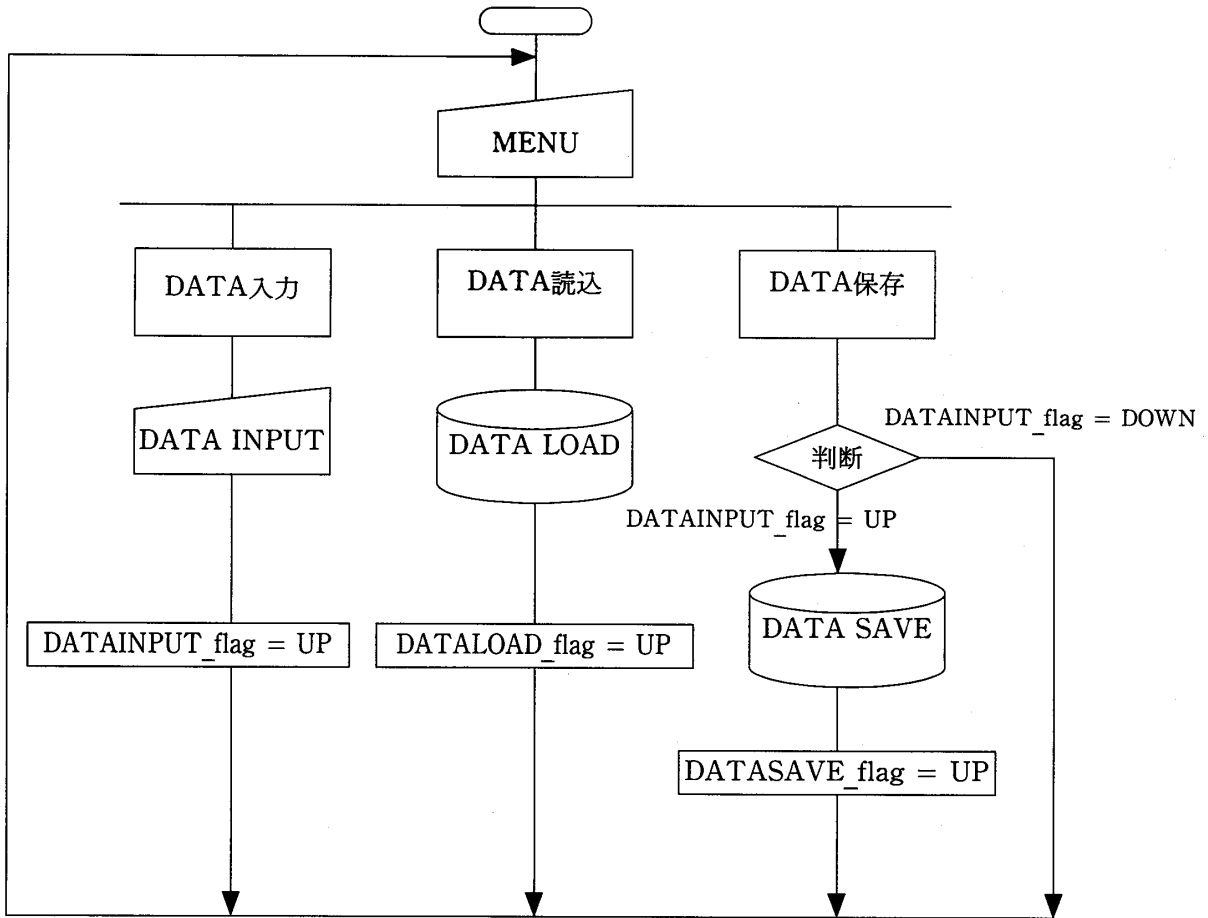 MENU
DATA入力
DATA読込
DATA保存
DATA INPUT
DATA LOAD
DATAINPUT_flag = DOWN
判断
DATAINPUT_flag = UP
DATA SAVE
DATAINPUT_flag = UP
DATALOAD_flag = UP
DATASAVE_flag = UP